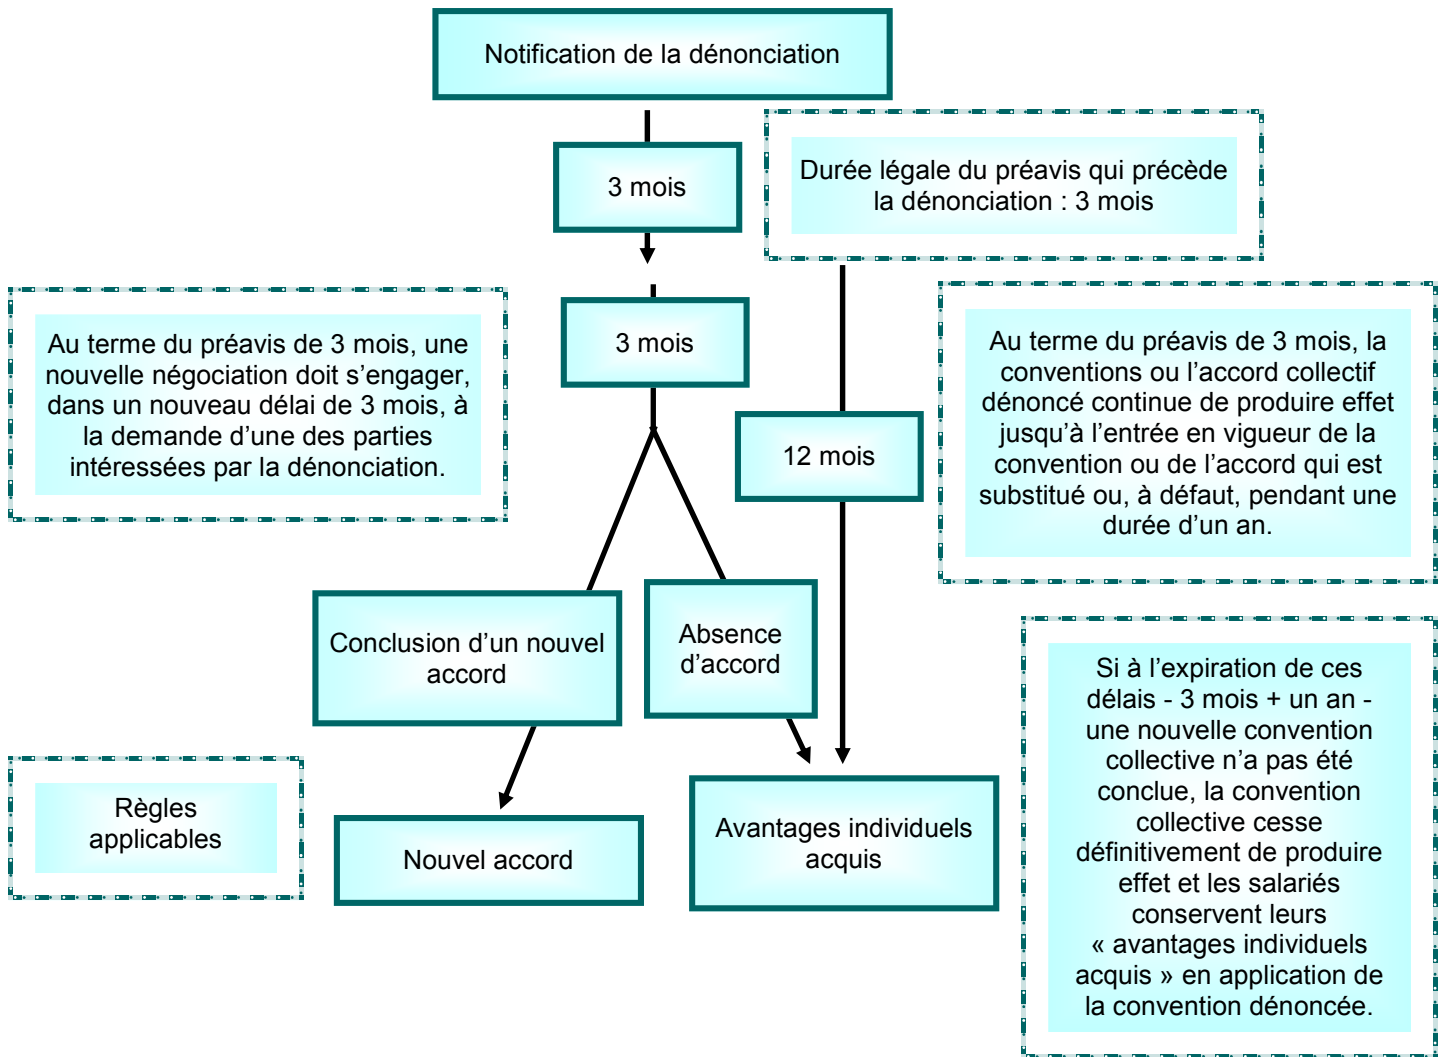 Notification de la dénonciation
3 mois
Durée légale du préavis qui précède
la dénonciation : 3 mois
Au terme du préavis de 3 mois, une
nouvelle négociation doit s’engager,
dans un nouveau délai de 3 mois, à
la demande d’une des parties
intéressées par la dénonciation.
3 mois
12 mois
Au terme du préavis de 3 mois, la
conventions ou l’accord collectif
dénoncé continue de produire effet
jusqu’à l’entrée en vigueur de la
convention ou de l’accord qui est
substitué ou, à défaut, pendant une
durée d’un an.
Conclusion d’un nouvel
accord
Absence
d’accord
Si à l’expiration de ces
délais - 3 mois + un an -
une nouvelle convention
collective n’a pas été
conclue, la convention
collective cesse
définitivement de produire
effet et les salariés
conservent leurs
« avantages individuels
acquis » en application de
la convention dénoncée.
Règles
applicables
Nouvel accord
Avantages individuels
acquis